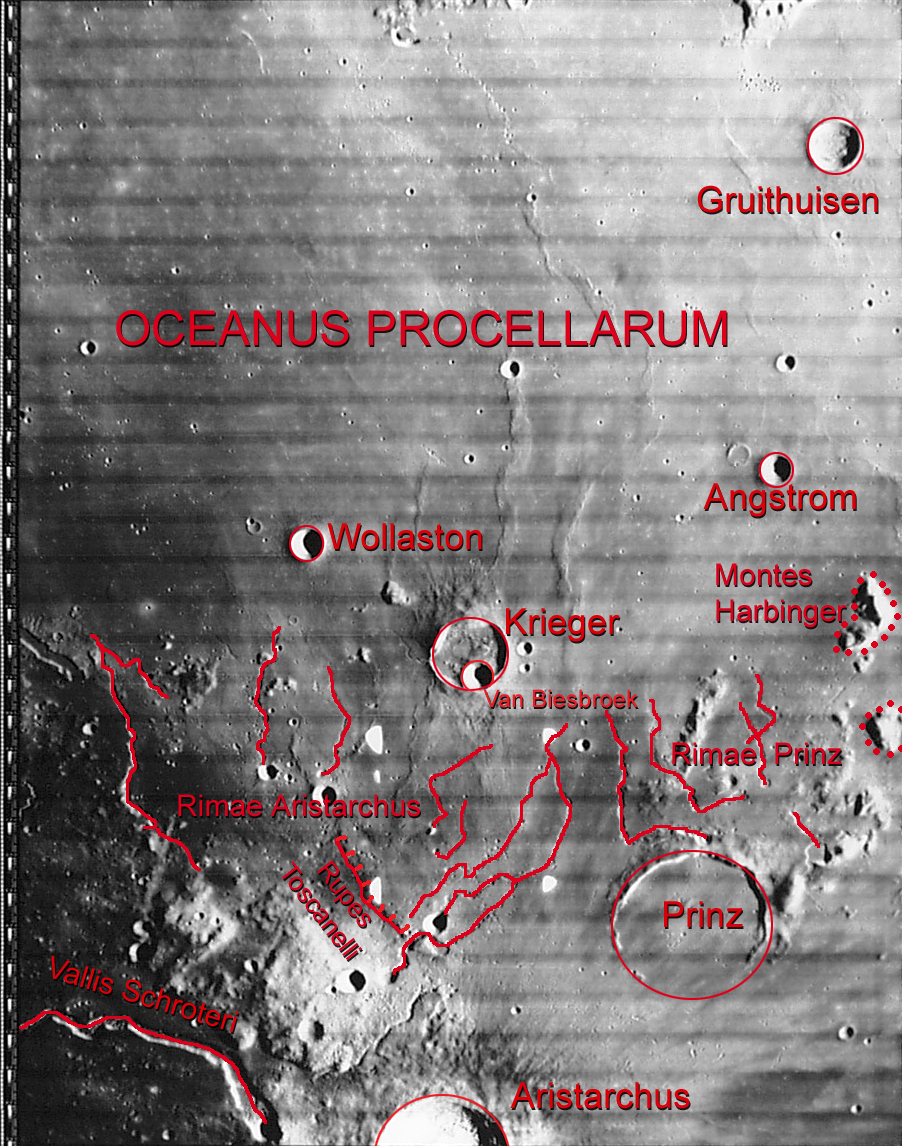 Gruithuisen
OCEANUS PROCELLARUM
Angstrom
Wollaston
Montes
Harbinger
Krieger
Van Biesbroek
Rimae Prinz
Rimae Aristarchus
Rupes
Toscanelli
Prinz
Vallis Schroteri
Aristarchus